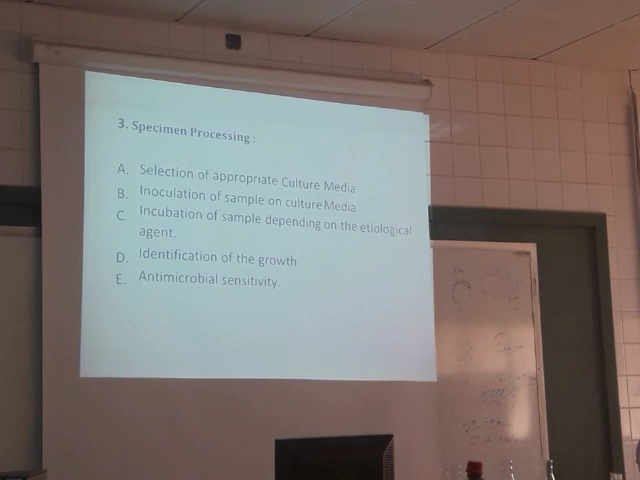 3. Specimen Processing :
A. Selection of appropriate Culture Media
B. Inoculation of sample on culture Media
C. Incubation of sample depending on the etiological
agent.
D. Identification of the growth
E. Antimicrobial sensitivity.